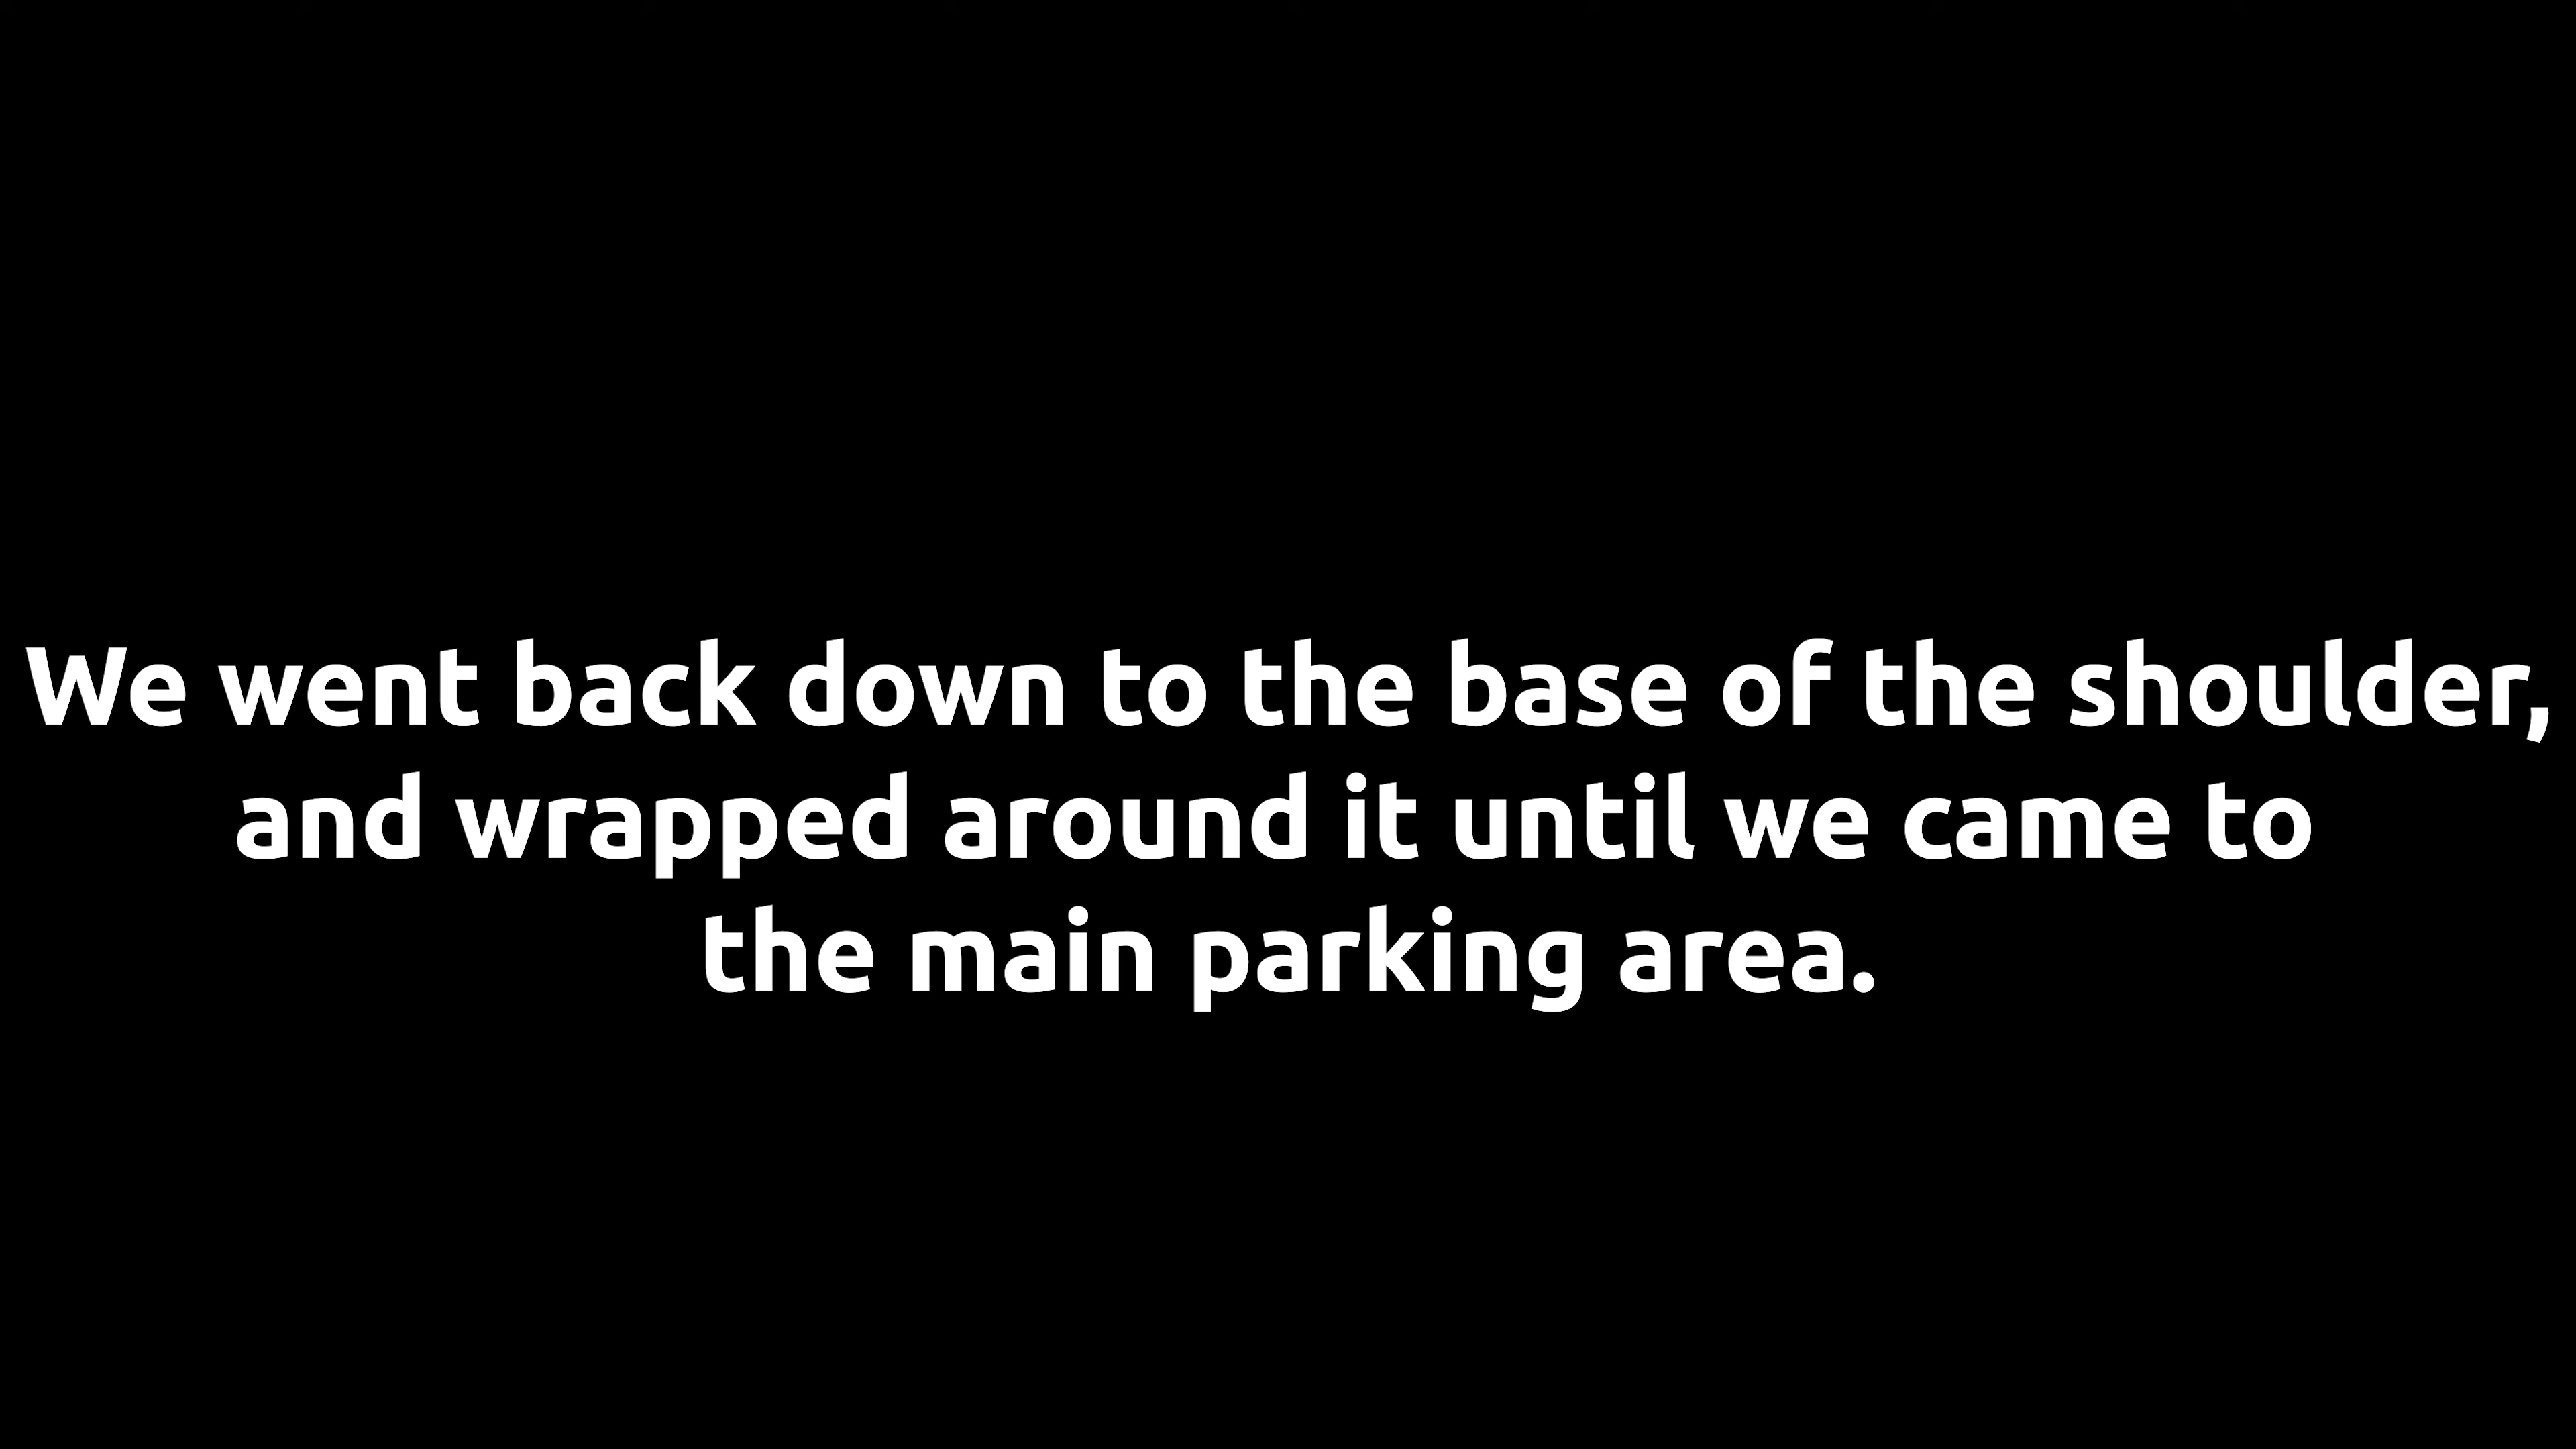 We went back down to the base of the shoulder,
and wrapped around it until we came to
the main parking area.